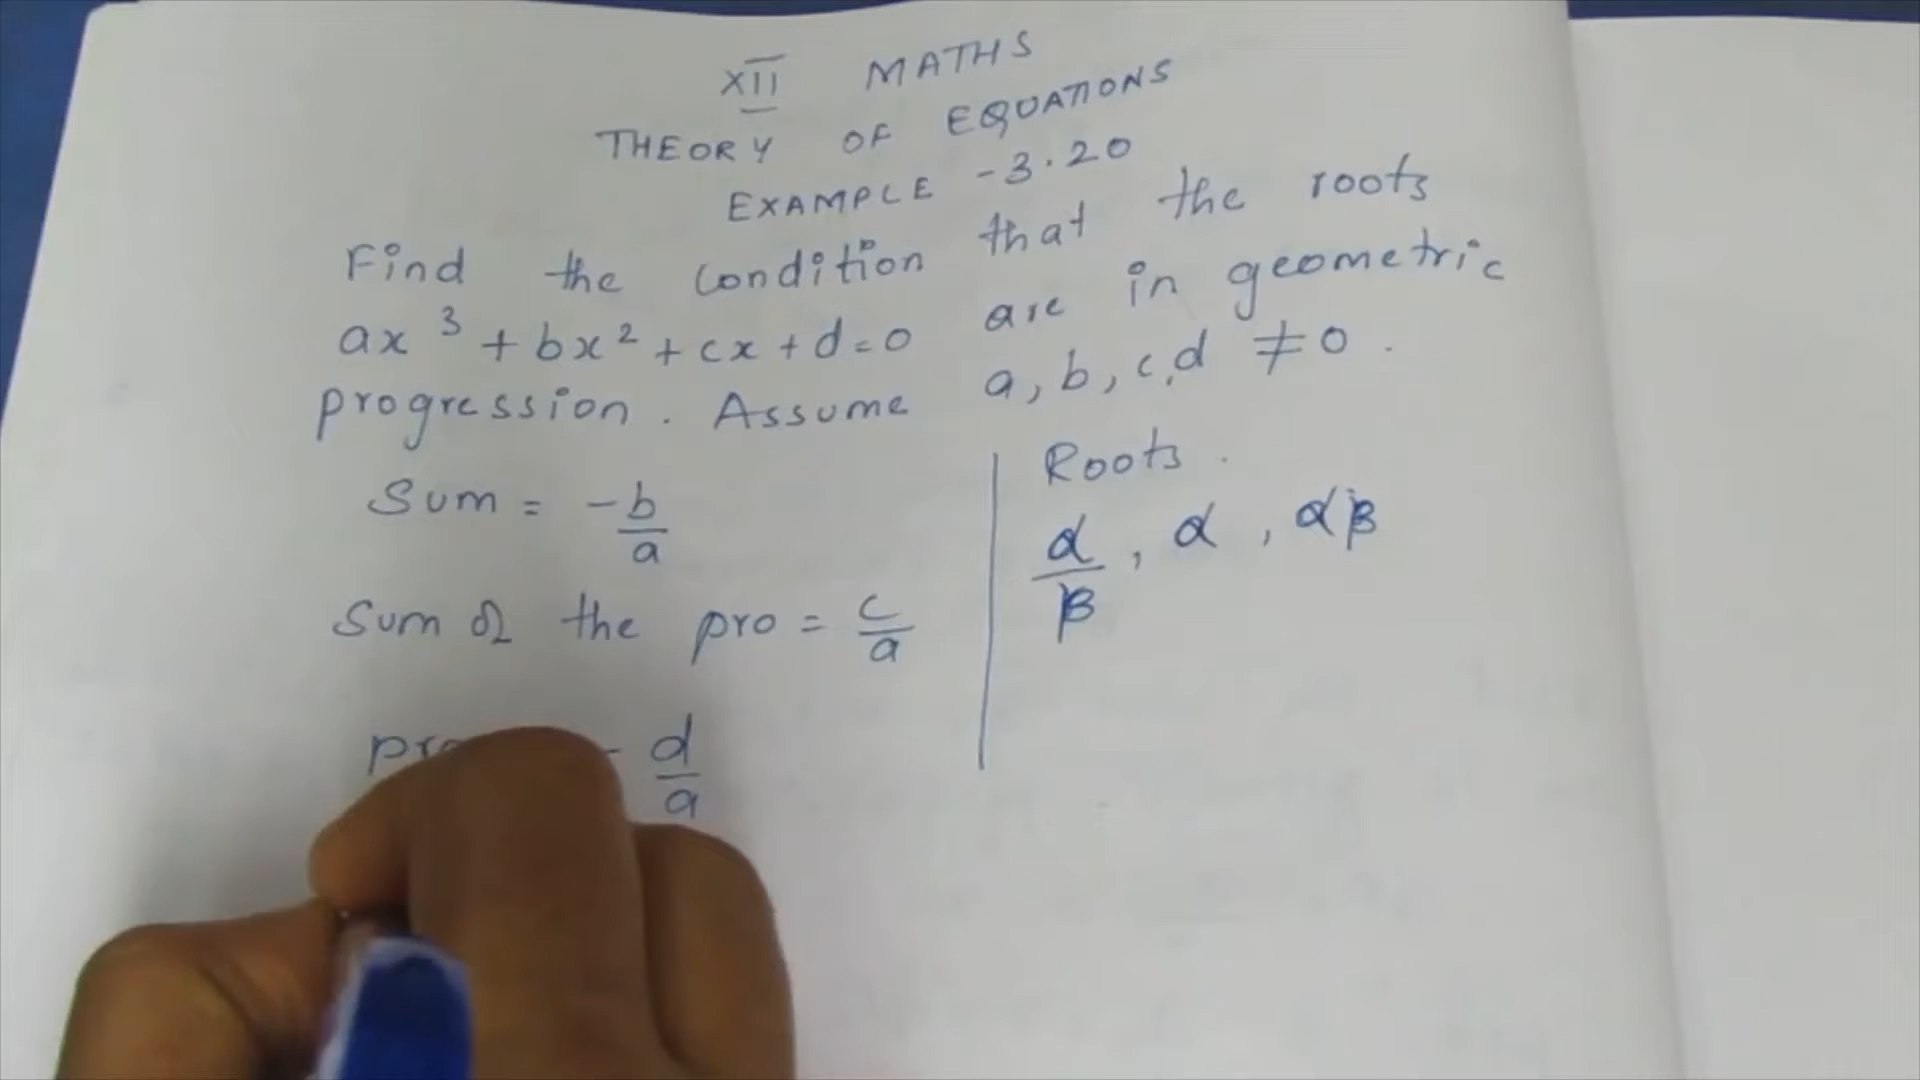 XII MATHS
THEORY OF EQUATIONS
EXAMPLE - 3.20
Find the condition that the roots
ax³ + bx² + cx + d = 0 are in geometric
progression. Assume a, b, c, d ≠ 0.
Sum = -b/a
Sum of the pro = c/a
- d/a
Roots.
α/β, α, αβ